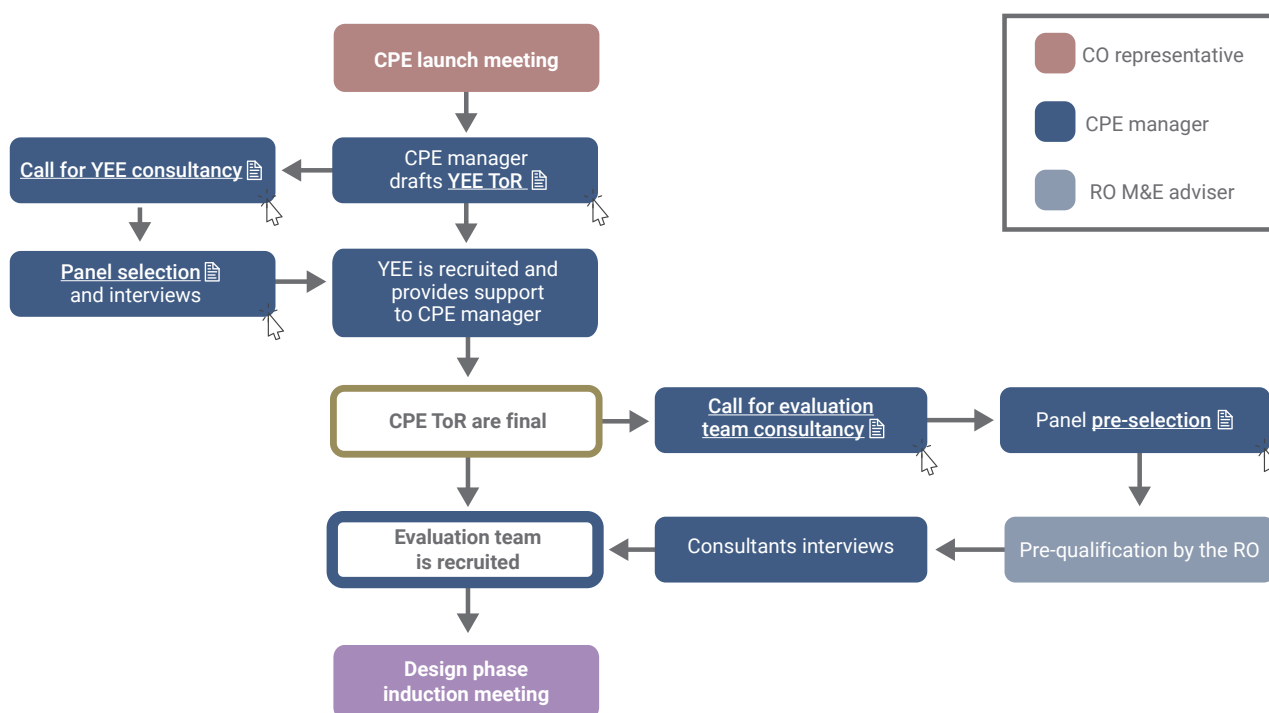 CPE launch meeting
CO representative
CPE manager
RO M&E adviser
CPE manager
drafts YEE ToR
Call for YEE consultancy
Panel selection
and interviews
YEE is recruited and
provides support
to CPE manager
CPE ToR are final
Call for evaluation
team consultancy
Panel pre-selection
Pre-qualification by the RO
Consultants interviews
Evaluation team
is recruited
Design phase
induction meeting